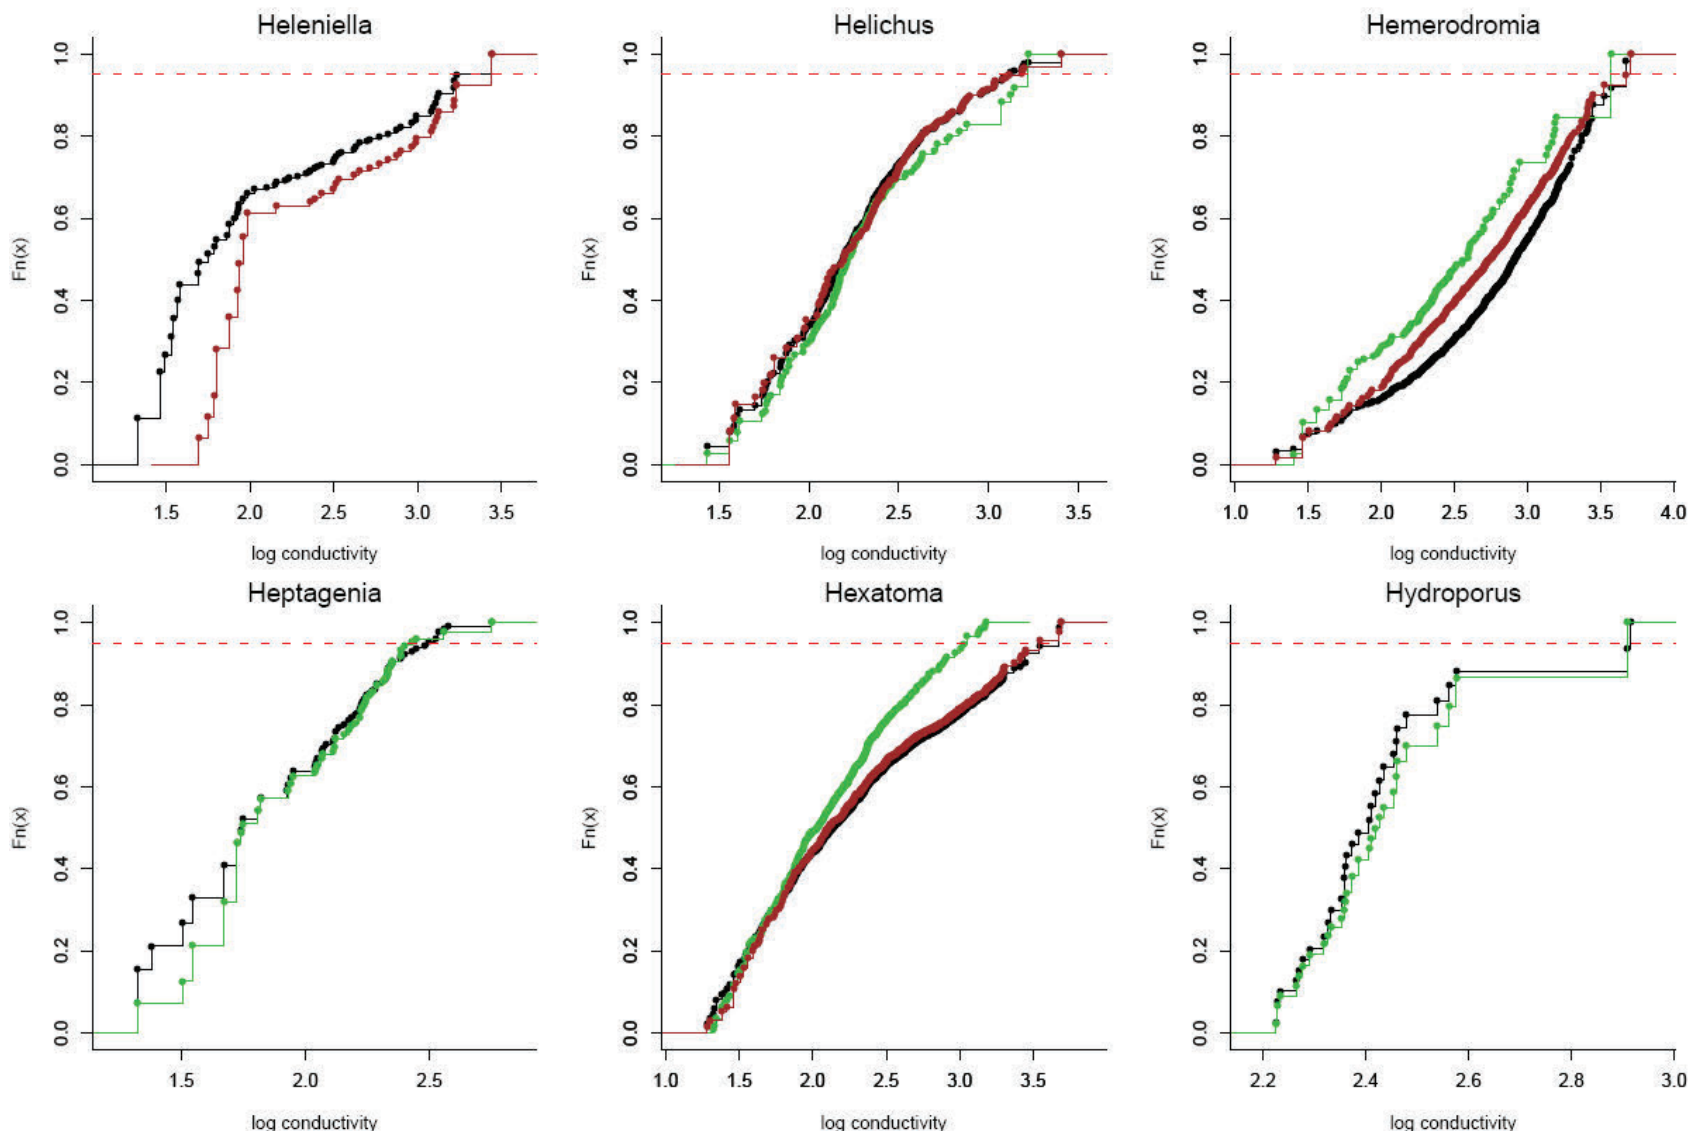 Heleniella
Helichus
Hemerodromia
Fn(x)
0.0 0.2 0.4 0.6 0.8 1.0
1.5 2.0 2.5 3.0 3.5
log conductivity
Fn(x)
0.0 0.2 0.4 0.6 0.8 1.0
1.5 2.0 2.5 3.0 3.5
log conductivity
Fn(x)
0.0 0.2 0.4 0.6 0.8 1.0
1.0 1.5 2.0 2.5 3.0 3.5 4.0
log conductivity
Heptagenia
Hexatoma
Hydroporus
Fn(x)
0.0 0.2 0.4 0.6 0.8 1.0
1.5 2.0 2.5
log conductivity
Fn(x)
0.0 0.2 0.4 0.6 0.8 1.0
1.0 1.5 2.0 2.5 3.0 3.5
log conductivity
Fn(x)
0.0 0.2 0.4 0.6 0.8 1.0
2.2 2.4 2.6 2.8 3.0
log conductivity